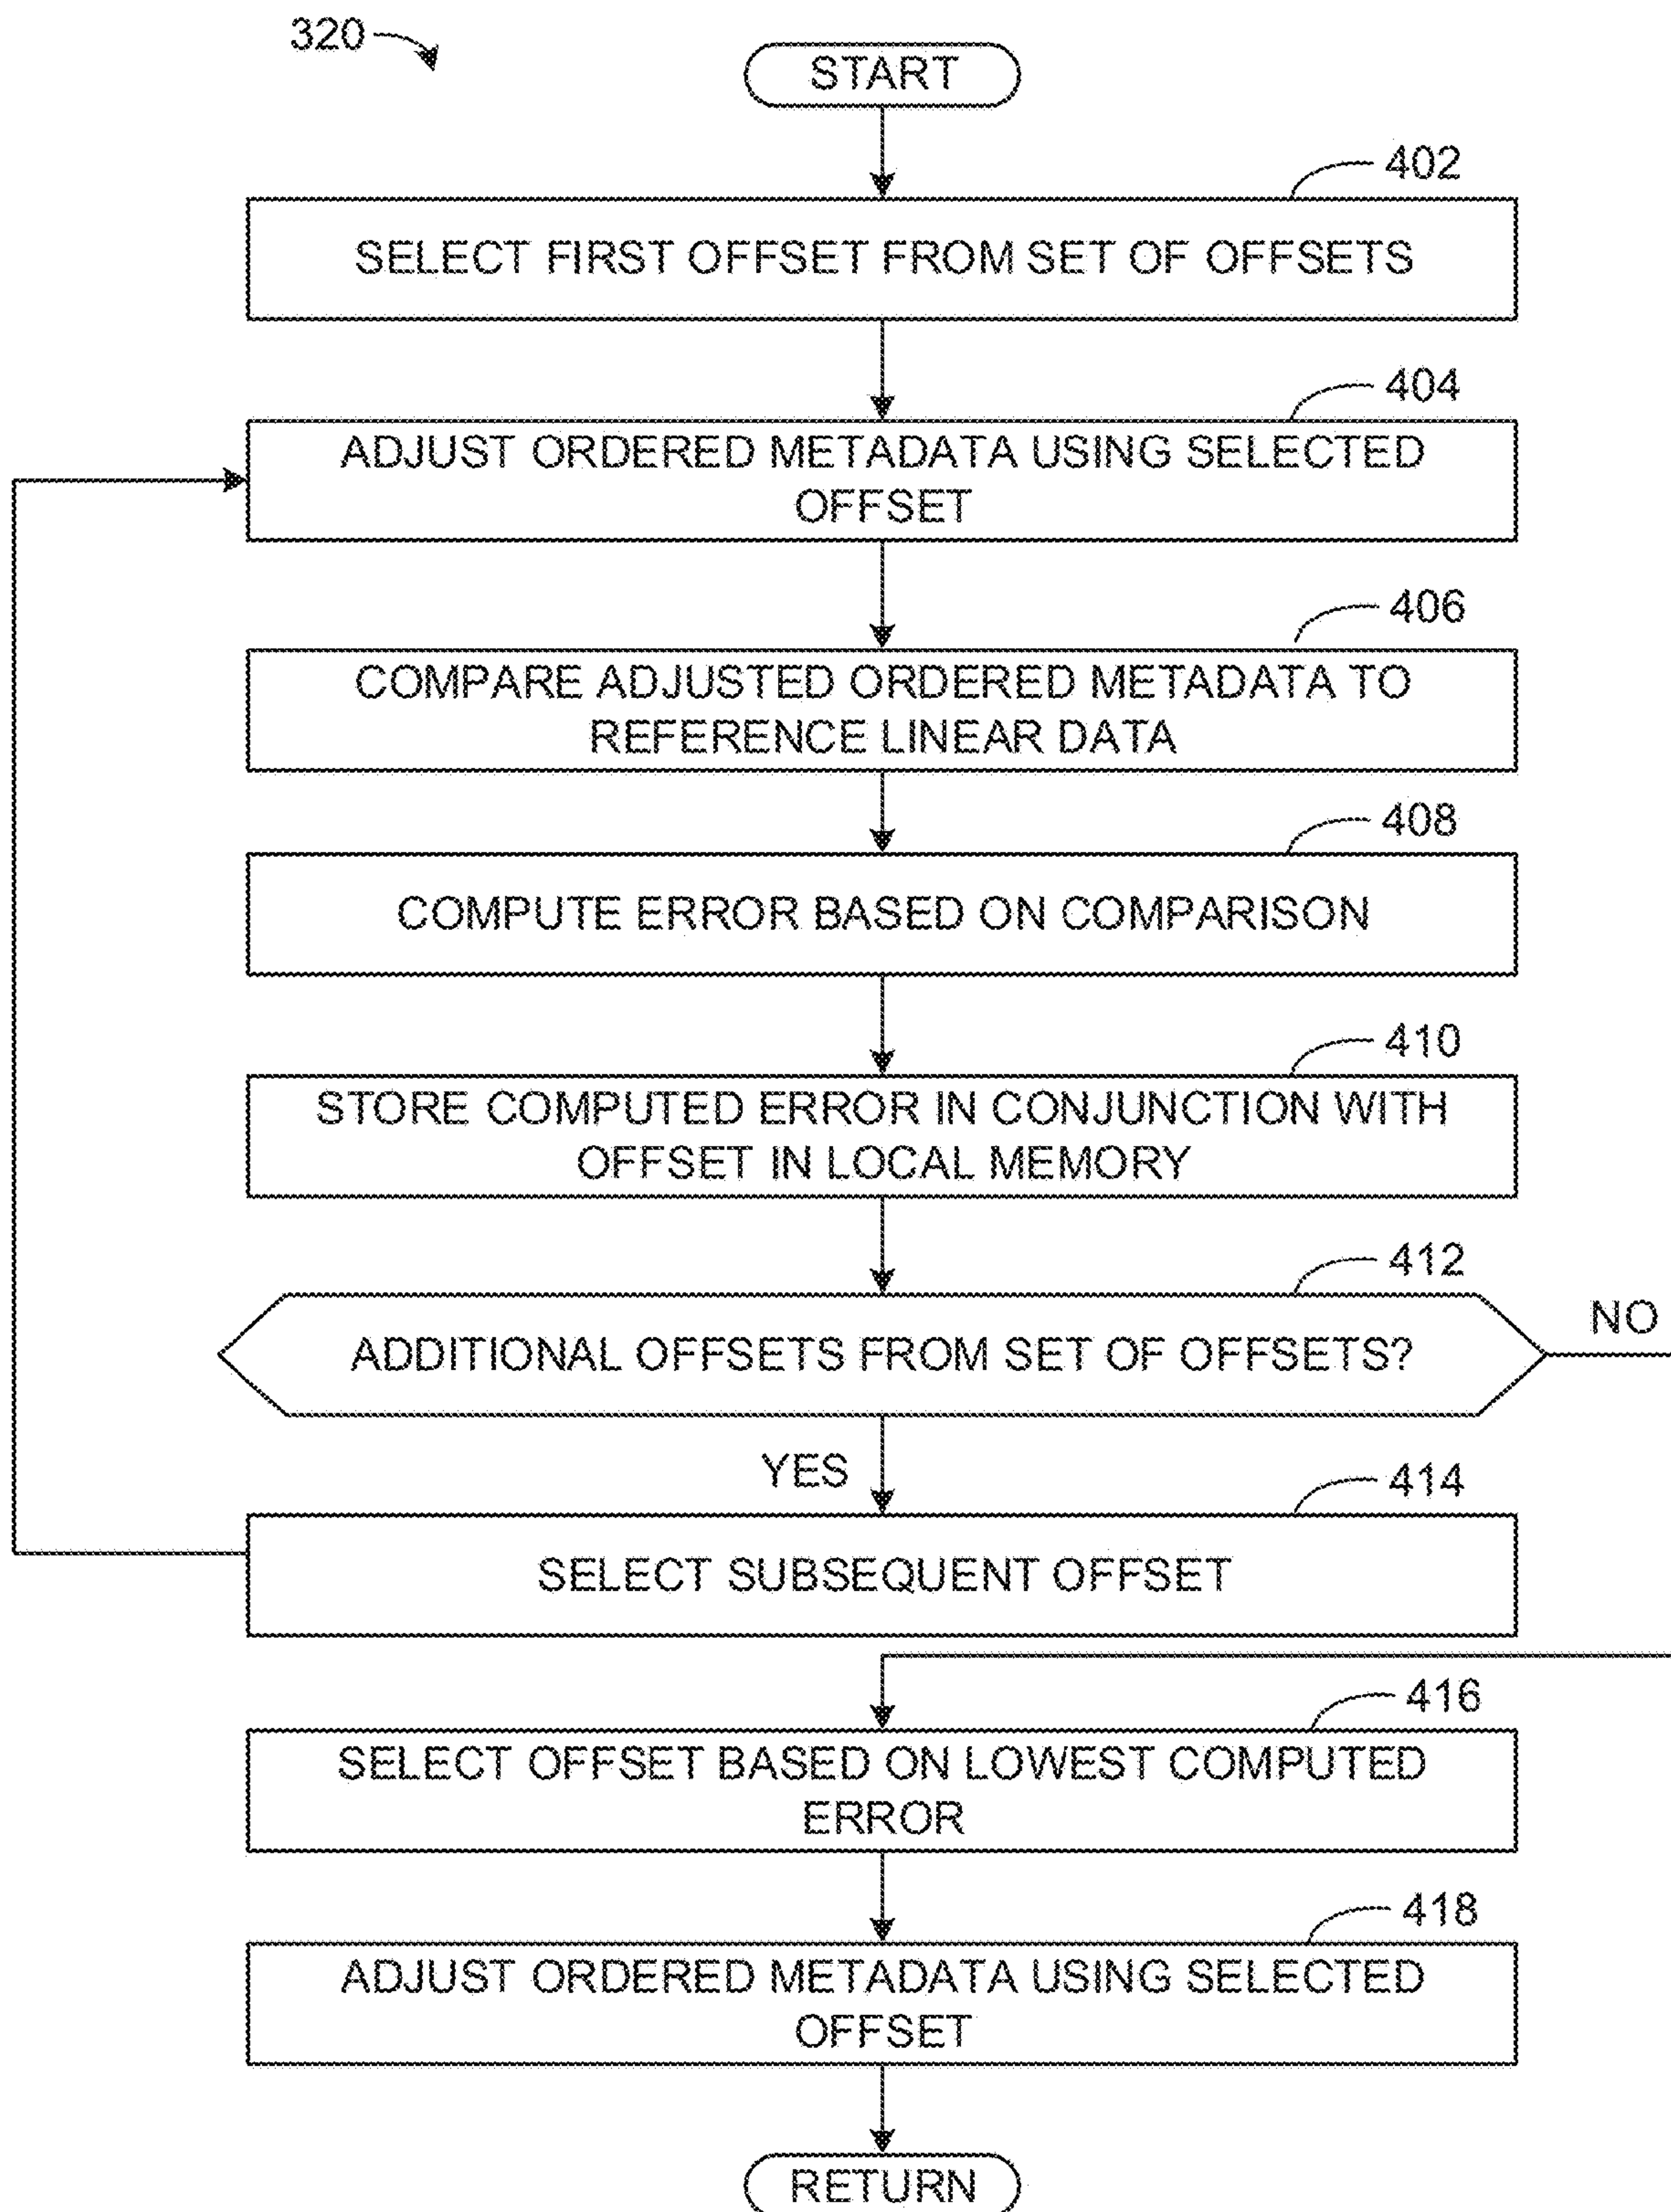 320
START
402
SELECT FIRST OFFSET FROM SET OF OFFSETS
404
ADJUST ORDERED METADATA USING SELECTED
OFFSET
406
COMPARE ADJUSTED ORDERED METADATA TO
REFERENCE LINEAR DATA
408
COMPUTE ERROR BASED ON COMPARISON
410
STORE COMPUTED ERROR IN CONJUNCTION WITH
OFFSET IN LOCAL MEMORY
412
NO
ADDITIONAL OFFSETS FROM SET OF OFFSETS?
YES
414
SELECT SUBSEQUENT OFFSET
416
SELECT OFFSET BASED ON LOWEST COMPUTED
ERROR
418
ADJUST ORDERED METADATA USING SELECTED
OFFSET
RETURN